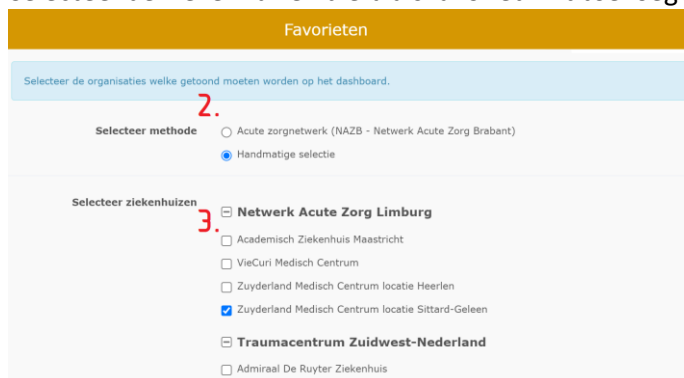 Favorieten
Selecteer de organisaties welke getoond moeten worden op het dashboard.
2.
Selecteer methode
Acute zorgnetwerk (NAZB - Netwerk Acute Zorg Brabant)
Handmatige selectie
Selecteer ziekenhuizen
3.
Netwerk Acute Zorg Limburg
Academisch Ziekenhuis Maastricht
VieCuri Medisch Centrum
Zuyderland Medisch Centrum locatie Heerlen
Zuyderland Medisch Centrum locatie Sittard-Geleen
Traumacentrum Zuidwest-Nederland
Admiraal De Ruyter Ziekenhuis